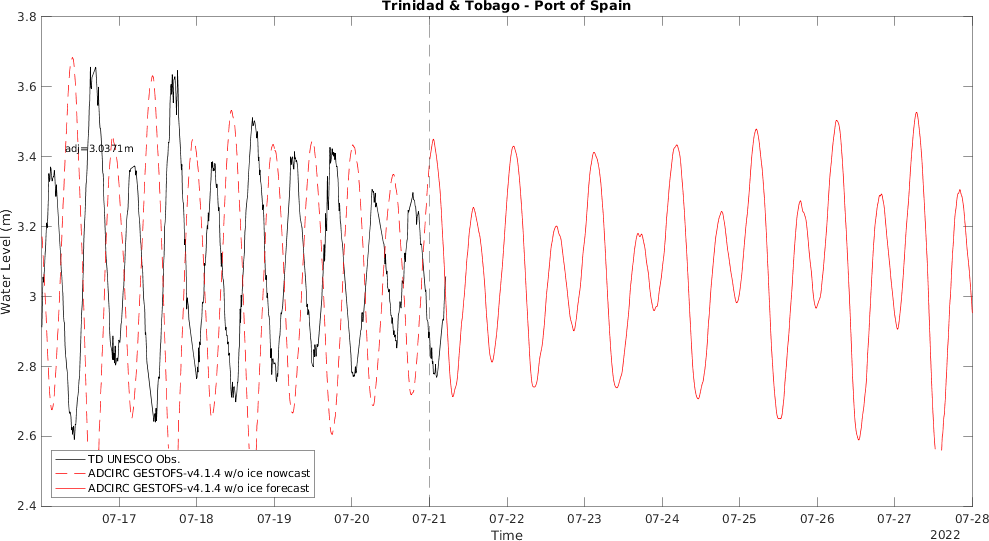 Trinidad & Tobago - Port of Spain
3.8
3.6
3.4
3.2
3
2.8
2.6
2.4
Water Level (m)
adj=3.0371m
TD UNESCO Obs.
ADCIRC GESTOFS-v4.1.4 w/o ice nowcast
ADCIRC GESTOFS-v4.1.4 w/o ice forecast
07-17 07-18 07-19 07-20 07-21 07-22 07-23 07-24 07-25 07-26 07-27 07-28
Time
2022